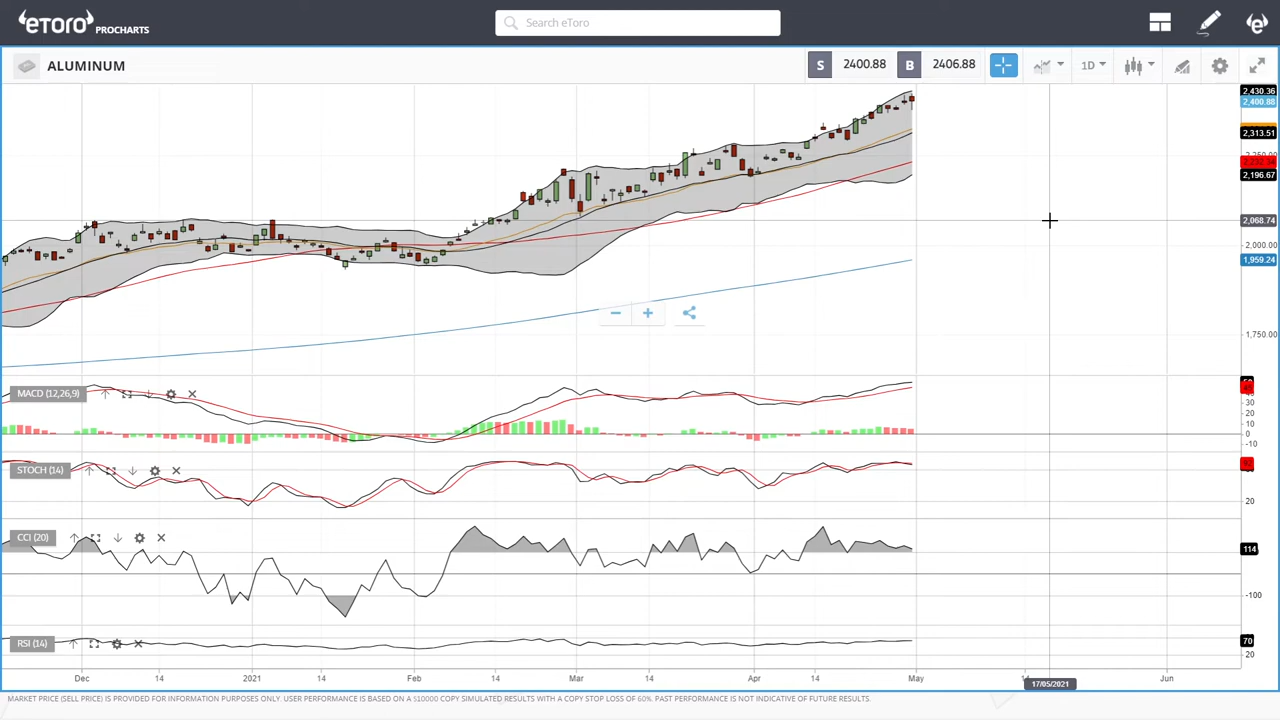 eToro PROCHARTS
Search eToro
ALUMINUM
S 2400.88 B 2406.88
1D
2,430.36
2,400.88
2,313.51
2,196.67
2,068.74
2,000.00
1,959.24
1,750.00
MACD (12,26,9)
30
20
10
0
-10
STOCH (14)
20
CCI (20)
114
-100
RSI (14)
70
20
Dec 14 2021 14 Feb Mar 14 Apr 14 May Jun
17/05/2021
MARKET PRICE (SELL PRICE) IS PROVIDED FOR INFORMATION PURPOSES ONLY. USER PERFORMANCE IS BASED ON A $10000 COPY SIMULATED RESULTS WITH A COPY STOP LOSS OF 60%. PAST PERFORMANCE IS NOT INDICATIVE OF FUTURE RESULTS.